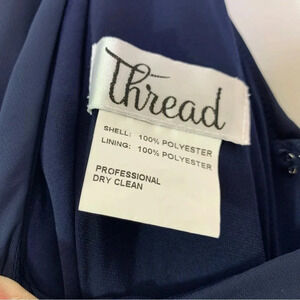 Thread
SHELL: 100% POLYESTER
LINING: 100% POLYESTER
PROFESSIONAL
DRY CLEAN